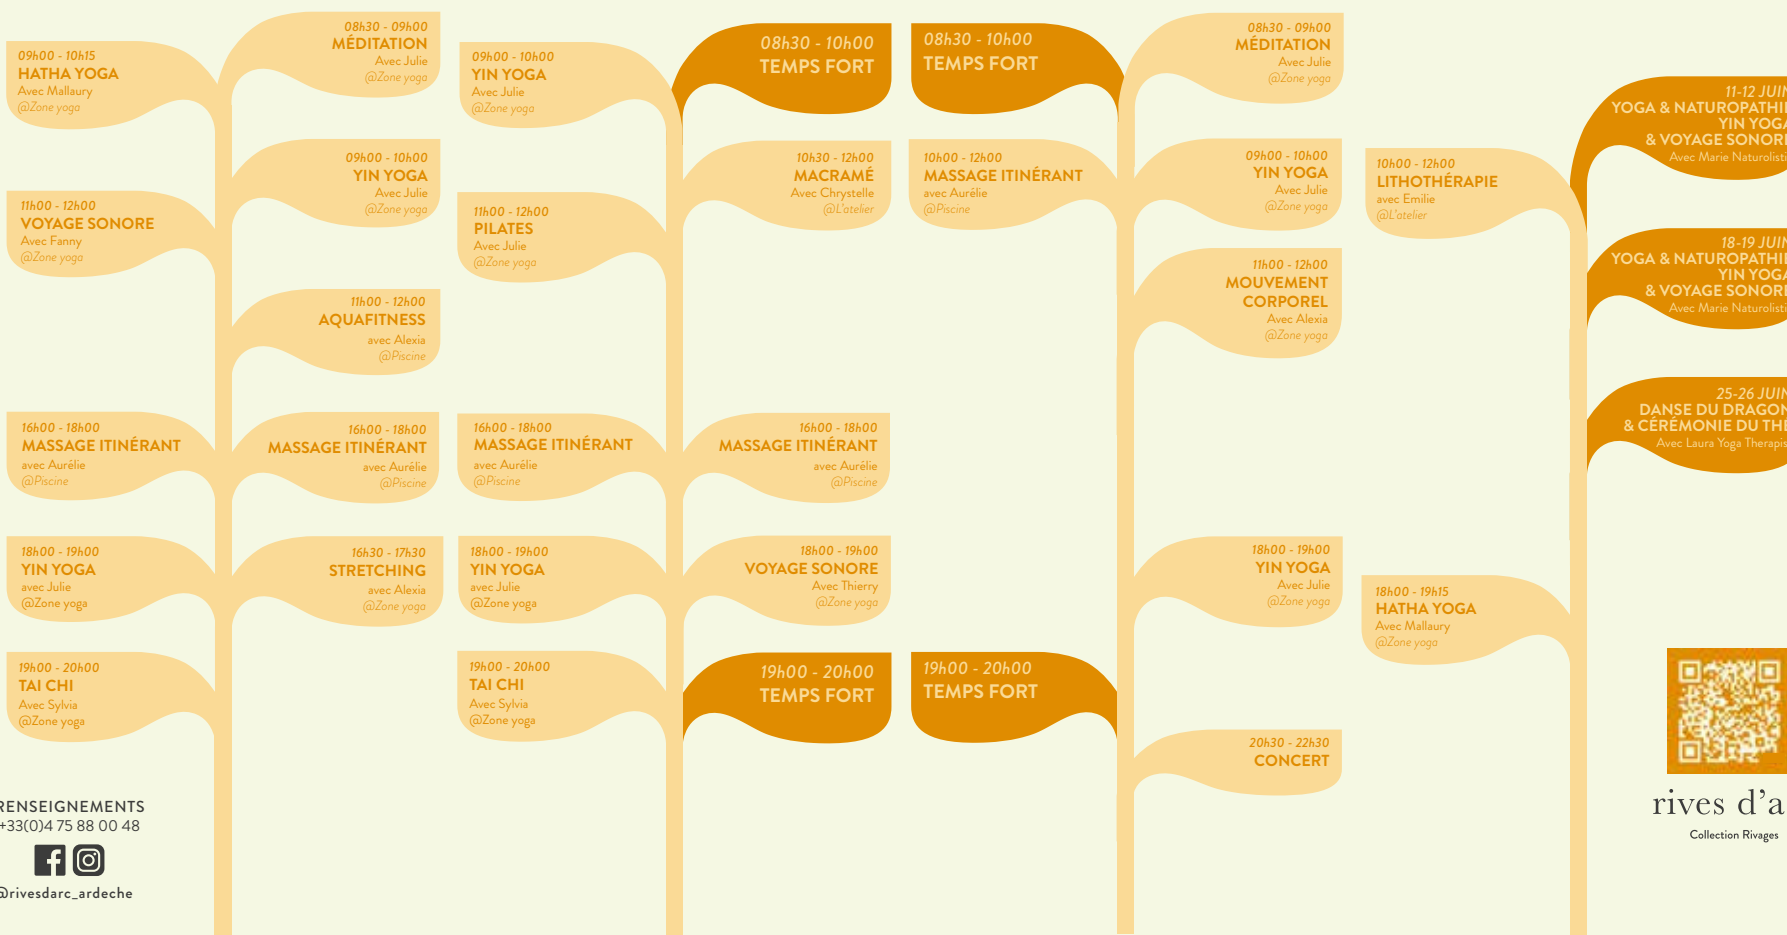 09h00 - 10h15
HATHA YOGA
Avec Mallaury
@Zone yoga
11h00 - 12h00
VOYAGE SONORE
Avec Fanny
@Zone yoga
16h00 - 18h00
MASSAGE ITINÉRANT
avec Aurélie
@Piscine
18h00 - 19h00
YIN YOGA
avec Julie
@Zone yoga
19h00 - 20h00
TAI CHI
Avec Sylvia
@Zone yoga
08h30 - 09h00
MÉDITATION
Avec Julie
@Zone yoga
09h00 - 10h00
YIN YOGA
Avec Julie
@Zone yoga
11h00 - 12h00
AQUAFITNESS
avec Alexia
@Piscine
16h00 - 18h00
MASSAGE ITINÉRANT
avec Aurélie
@Piscine
16h30 - 17h30
STRETCHING
avec Alexia
@Zone yoga
09h00 - 10h00
YIN YOGA
Avec Julie
@Zone yoga
11h00 - 12h00
PILATES
Avec Julie
@Zone yoga
16h00 - 18h00
MASSAGE ITINÉRANT
avec Aurélie
@Piscine
18h00 - 19h00
YIN YOGA
avec Julie
@Zone yoga
19h00 - 20h00
TAI CHI
Avec Sylvia
@Zone yoga
08h30 - 10h00
TEMPS FORT
10h30 - 12h00
MACRAMÉ
Avec Chrystelle
@L'atelier
16h00 - 18h00
MASSAGE ITINÉRANT
avec Aurélie
@Piscine
18h00 - 19h00
VOYAGE SONORE
Avec Thierry
@Zone yoga
19h00 - 20h00
TEMPS FORT
08h30 - 10h00
TEMPS FORT
10h00 - 12h00
MASSAGE ITINÉRANT
avec Aurélie
@Piscine
19h00 - 20h00
TEMPS FORT
08h30 - 09h00
MÉDITATION
Avec Julie
@Zone yoga
09h00 - 10h00
YIN YOGA
Avec Julie
@Zone yoga
11h00 - 12h00
MOUVEMENT
CORPOREL
Avec Alexia
@Zone yoga
18h00 - 19h00
YIN YOGA
Avec Julie
@Zone yoga
20h30 - 22h30
CONCERT
10h00 - 12h00
LITHOTHÉRAPIE
avec Emilie
@L'atelier
18h00 - 19h15
HATHA YOGA
Avec Mallaury
@Zone yoga
11-12 JUIN
YOGA & NATUROPATHIE
YIN YOGA
& VOYAGE SONORE
Avec Marie Naturolisti
18-19 JUIN
YOGA & NATUROPATHIE
YIN YOGA
& VOYAGE SONORE
Avec Marie Naturolisti
25-26 JUIN
DANSE DU DRAGON
& CÉRÉMONIE DU THÉ
Avec Laura Yoga Therapis
RENSEIGNEMENTS
+33(0)4 75 88 00 48
@rivesdarc_ardeche
rives d'a
Collection Rivages